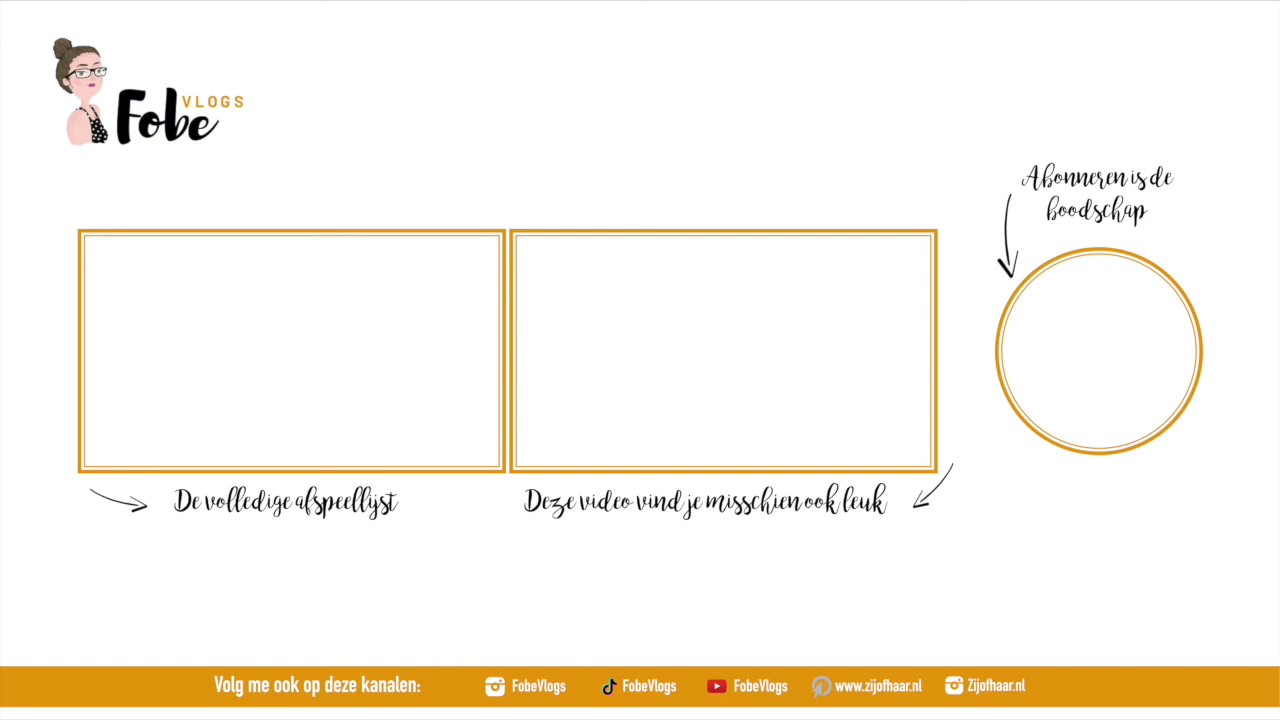 VLOGS
Fobe
Abonneren is de
boodschap
De volledige afspeellijst
Deze video vind je misschien ook leuk
Volg me ook op deze kanalen: FobeVlogs FobeVlogs FobeVlogs www.zijofhaar.nl Zijofhaar.nl